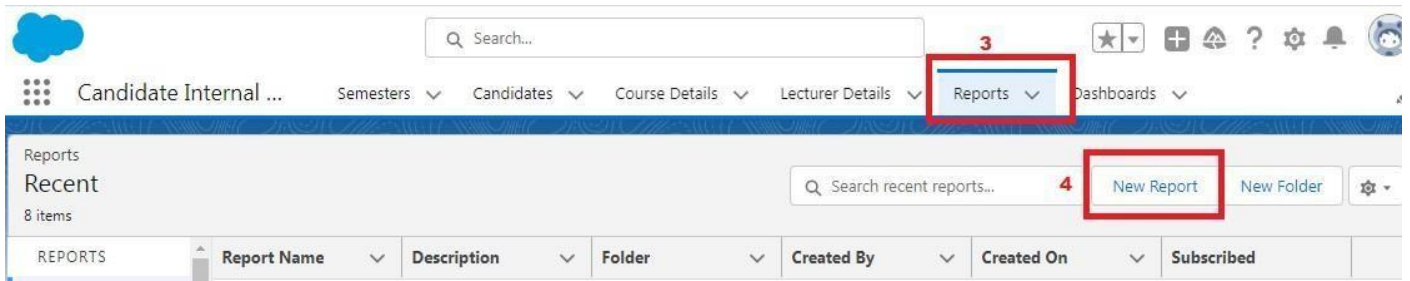 Search...
3
Candidate Internal ... Semesters Candidates Course Details Lecturer Details Reports Dashboards
Reports
Recent
8 items
Search recent reports... 4 New Report New Folder
REPORTS Report Name Description Folder Created By Created On Subscribed